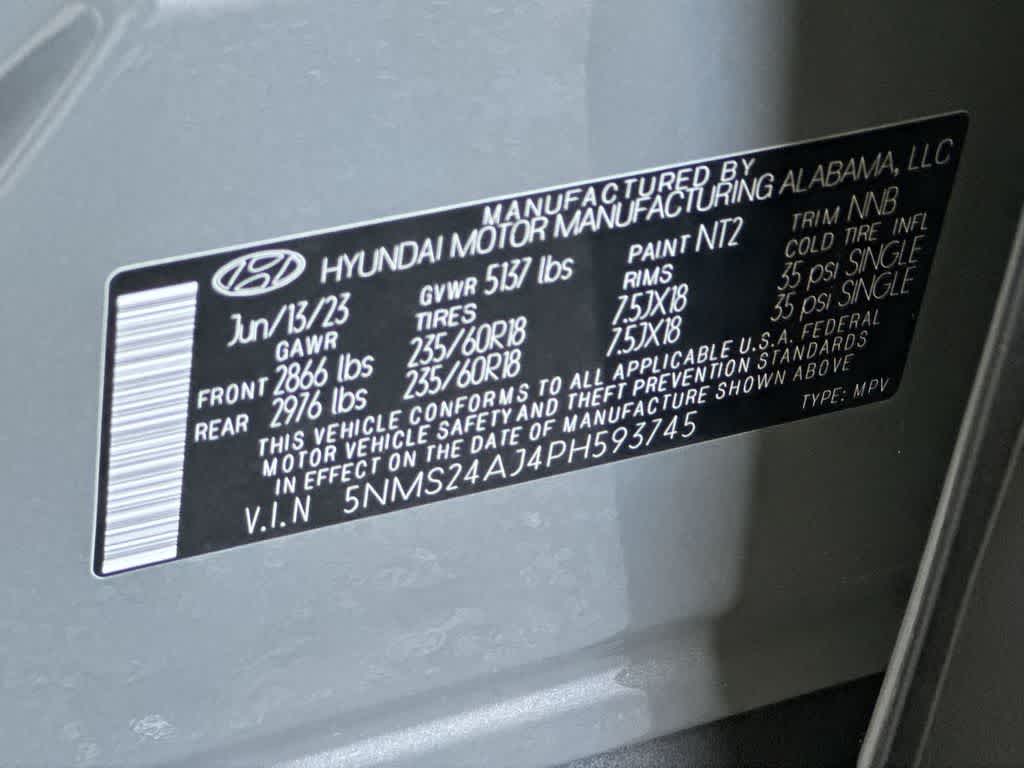 MANUFACTURED BY
HYUNDAI MOTOR MANUFACTURING ALABAMA, LLC
Jun/13/23 GVWR 5137 lbs PAINT NT2 TRIM NNB
GAWR TIRES RIMS COLD TIRE INFL
FRONT 2866 lbs 235/60R18 7.5JX18 35 psi SINGLE
REAR 2976 lbs 235/60R18 7.5JX18 35 psi SINGLE
THIS VEHICLE CONFORMS TO ALL APPLICABLE U.S.A. FEDERAL
MOTOR VEHICLE SAFETY AND THEFT PREVENTION STANDARDS
IN EFFECT ON THE DATE OF MANUFACTURE SHOWN ABOVE
V.I.N 5NMS24AJ4PH593745 TYPE: MPV